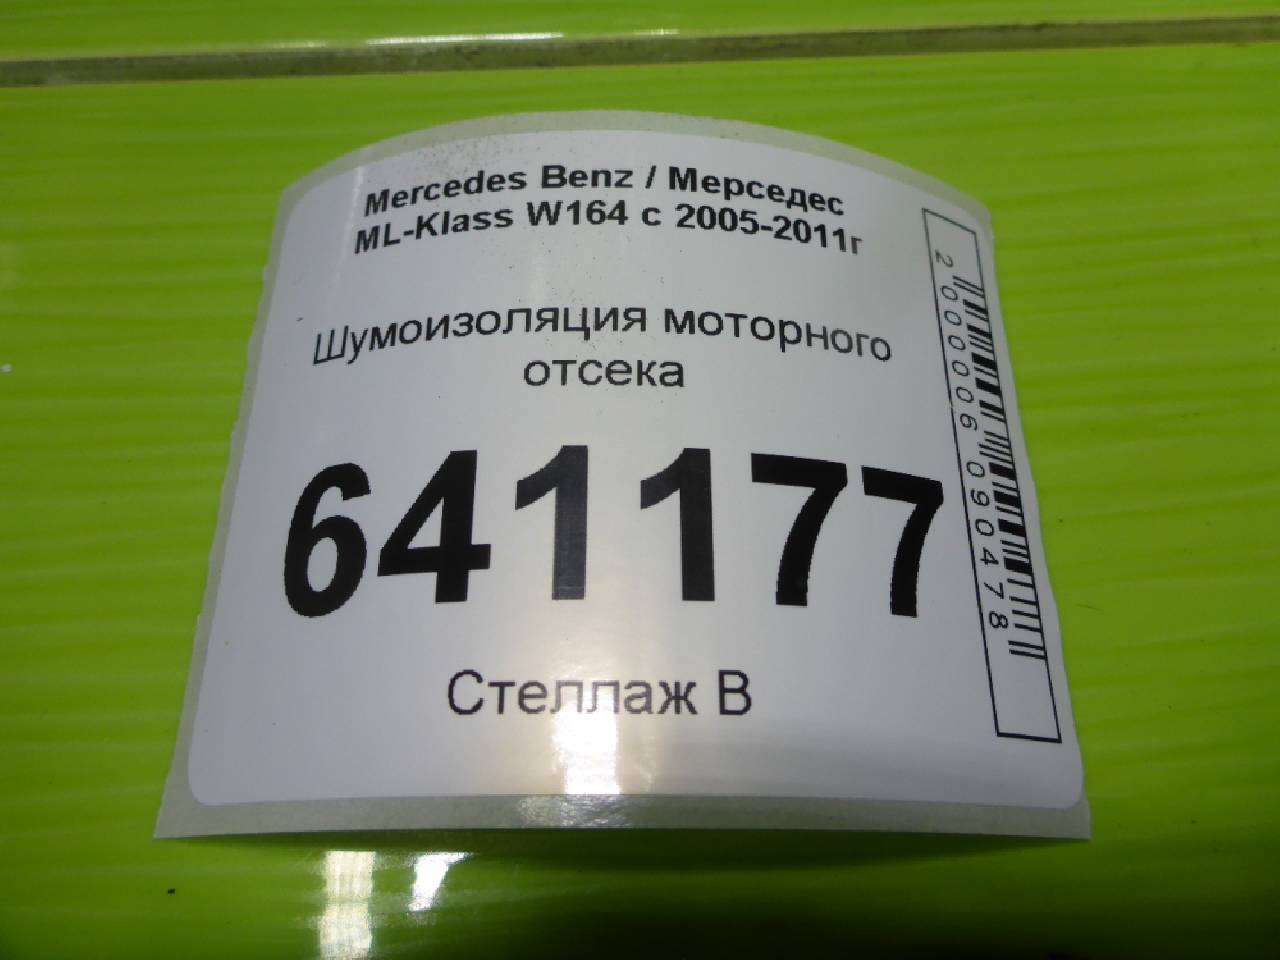 Mercedes Benz / Мерседес
ML-Klass W164 с 2005-2011г
Шумоизоляция моторного
отсека
641177
Стеллаж В
2000006090478